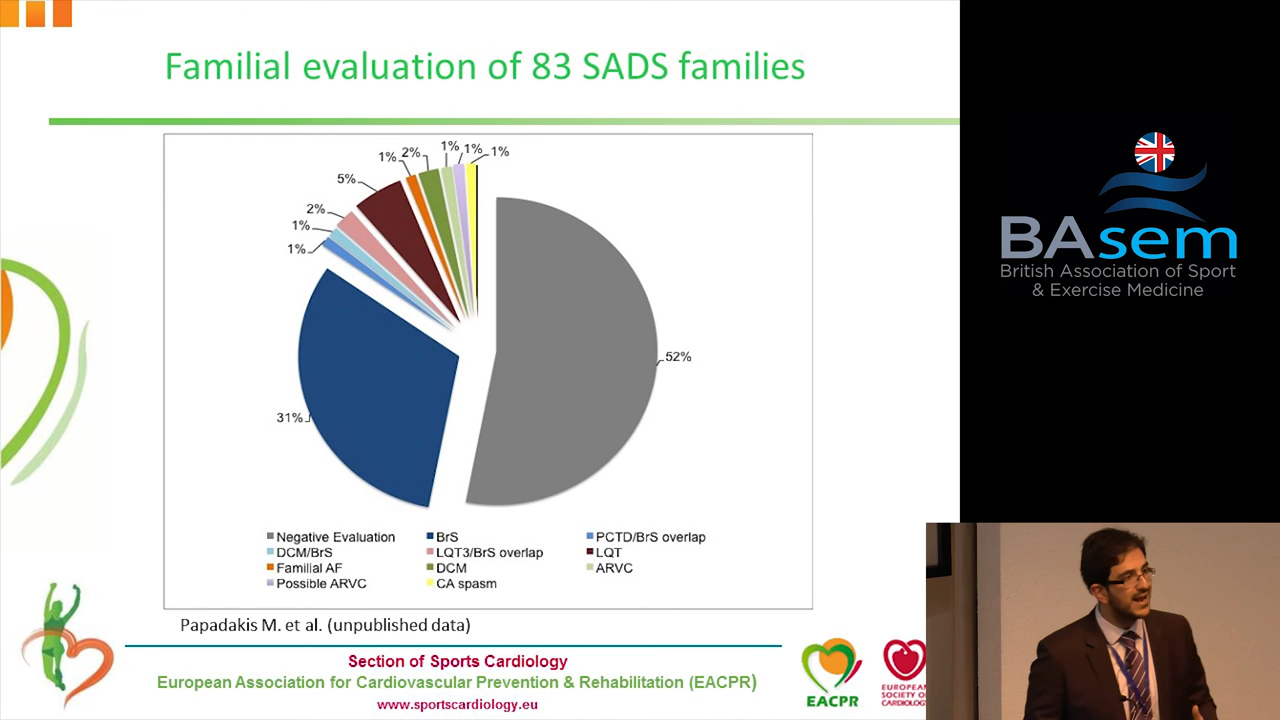 Familial evaluation of 83 SADS families
1% 2% 1% 1% 1%
5%
2%
1%
1%
52%
31%
Negative Evaluation BrS PCTD/BrS overlap
DCM/BrS LQT3/BrS overlap LQT
Familial AF DCM ARVC
Possible ARVC CA spasm
Papadakis M. et al. (unpublished data)
Section of Sports Cardiology
European Association for Cardiovascular Prevention & Rehabilitation (EACPR)
www.sportscardiology.eu
EACPR
EUROPEAN
SOCIETY O
CARDIOLOG
BAsem
British Association of Sport
& Exercise Medicine